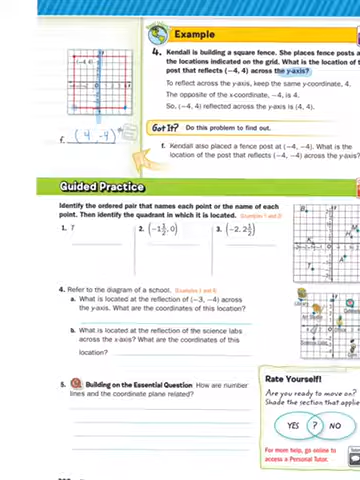 Example
4. Kendall is building a square fence. She places fence posts a
the locations indicated on the grid. What is the location of the
post that reflects (−4, 4) across the y-axis?
To reflect across the y-axis, keep the same y-coordinate, 4.
The opposite of the x-coordinate, −4, is 4.
So, (−4, 4) reflected across the y-axis is (4, 4).
(−4, 4)
f. (4, -4)
Got It? Do this problem to find out.
f. Kendall also placed a fence post at (−4, −4). What is the
location of the post that reflects (−4, −4) across the y-axis?
Guided Practice
Identify the ordered pair that names each point or the name of each
point. Then identify the quadrant in which it is located. (Examples 1 and 2)
1. T
2. (−1½, 0)
3. (−2, 2½)
4. Refer to the diagram of a school.
a. What is located at the reflection of (−3, −4) across
the y-axis. What are the coordinates of this location?
b. What is located at the reflection of the science labs
across the x-axis? What are the coordinates of this
location?
Library
Art Studio
Office
Science Labs
5. Building on the Essential Question How are number
lines and the coordinate plane related?
Rate Yourself!
Are you ready to move on?
Shade the section that applie
YES ? NO
For more help, go online to
access a Personal Tutor.